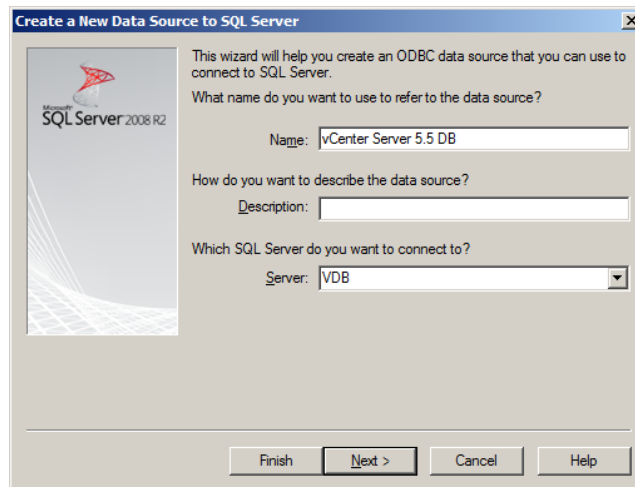 Create a New Data Source to SQL Server
This wizard will help you create an ODBC data source that you can use to
connect to SQL Server.
What name do you want to use to refer to the data source?
Microsoft
SQL Server 2008 R2
Name: vCenter Server 5.5 DB
How do you want to describe the data source?
Description:
Which SQL Server do you want to connect to?
Server: VDB
Finish Next > Cancel Help